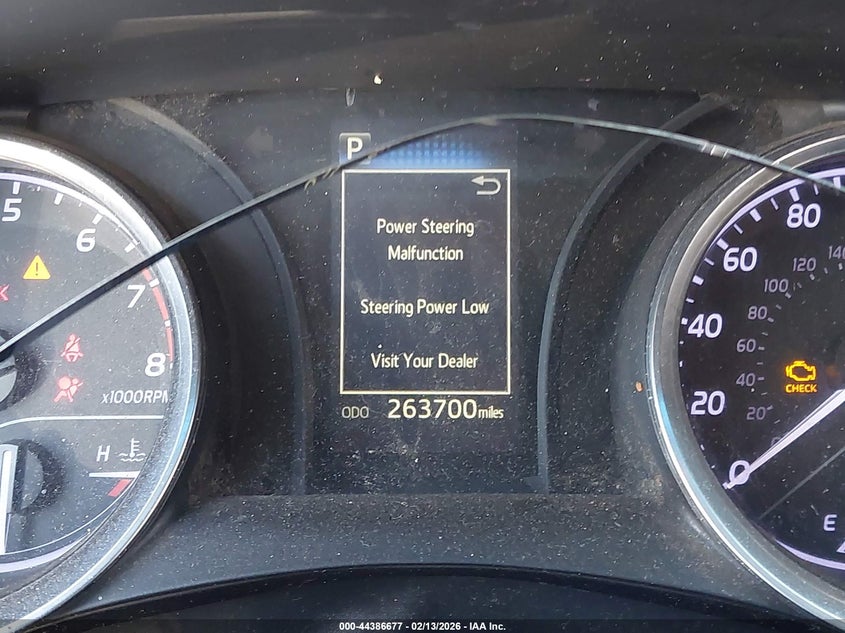 P
Power Steering
Malfunction
Steering Power Low
Visit Your Dealer
ODO 263700 miles
5
6
7
8
x1000RPM
H
80
60
40
20
0
140
120
100
80
60
40
20
0
CHECK
E
000-44386677 - 02/13/2026 - IAA Inc.